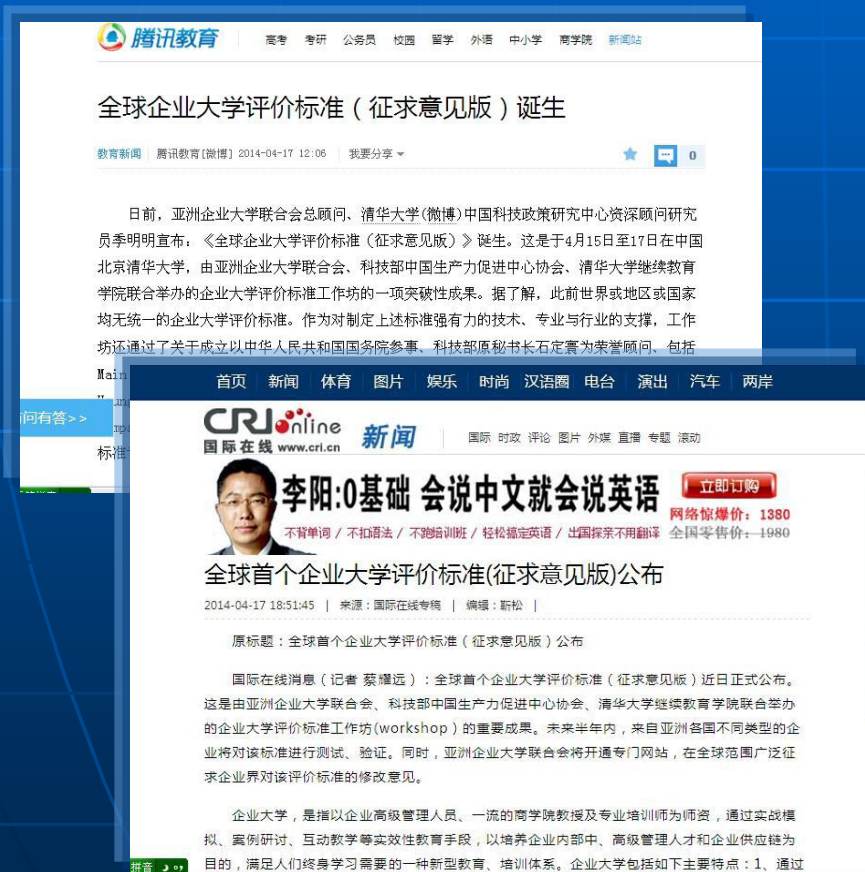 腾讯教育 高考 考研 公务员 校园 留学 外语 中小学 商学院 新闻站
全球企业大学评价标准（征求意见版）诞生
教育新闻 腾讯教育[微博] 2014-04-17 12:06 我要分享
0
日前，亚洲企业大学联合会总顾问、清华大学(微博)中国科技政策研究中心资深顾问研究
员季明明宣布：《全球企业大学评价标准（征求意见版）》诞生。这是于4月15日至17日在中国
北京清华大学，由亚洲企业大学联合会、科技部中国生产力促进中心协会、清华大学继续教育
学院联合举办的企业大学评价标准工作坊的一项突破性成果。据了解，此前世界或地区或国家
均无统一的企业大学评价标准。作为对制定上述标准强有力的技术、专业与行业的支撑，工作
坊还通过了关于成立以中华人民共和国国务院参事、科技部原秘书长石定寰为荣誉顾问、包括
Main
问有答>>
标准
首页 新闻 体育 图片 娱乐 时尚 汉语圈 电台 演出 汽车 两岸
CRI online
国际在线 www.cri.cn
新闻 国际 时政 评论 图片 外媒 直播 专题 滚动
李阳:0基础 会说中文就会说英语
立即订购
网络惊爆价：1380
不背单词 / 不扣语法 / 不跑培训班 / 轻松搞定英语 / 出国探亲不用翻译
全国零售价：1980
全球首个企业大学评价标准(征求意见版)公布
2014-04-17 18:51:45 | 来源：国际在线专稿 | 编辑：靳松 |
原标题：全球首个企业大学评价标准（征求意见版）公布
国际在线消息（记者 蔡耀远）：全球首个企业大学评价标准（征求意见版）近日正式公布。
这是由亚洲企业大学联合会、科技部中国生产力促进中心协会、清华大学继续教育学院联合举办
的企业大学评价标准工作坊(workshop）的重要成果。未来半年内，来自亚洲各国不同类型的企
业将对该标准进行测试、验证。同时，亚洲企业大学联合会将开通专门网站，在全球范围广泛征
求企业界对该评价标准的修改意见。
企业大学，是指以企业高级管理人员、一流的商学院教授及专业培训师为师资，通过实战模
拟、案例研讨、互动教学等实效性教育手段，以培养企业内部中、高级管理人才和企业供应链为
目的，满足人们终身学习需要的一种新型教育、培训体系。企业大学包括如下主要特点：1、通过
拼音